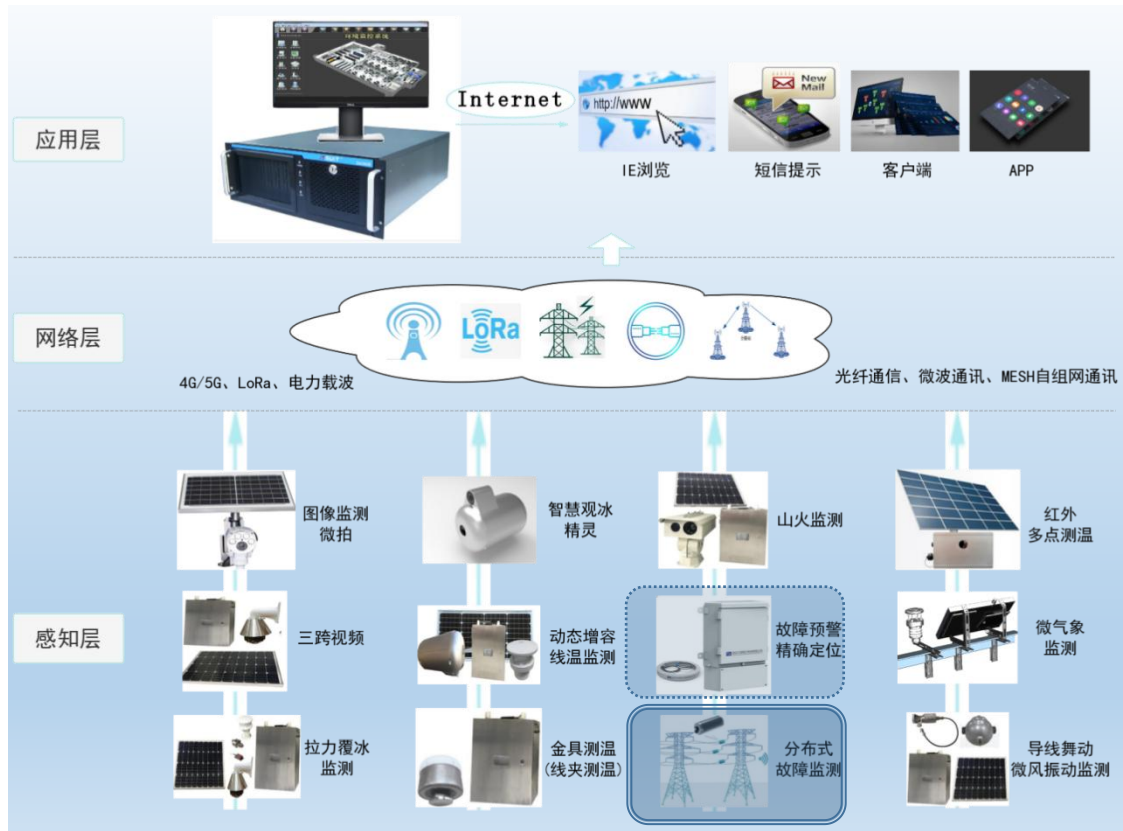 环境监控系统
Internet
http://www
New
Mail
应用层
IE浏览
短信提示
客户端
APP
LoRa
网络层
4G/5G、LoRa、电力载波
光纤通信、微波通讯、MESH自组网通讯
图像监测
微拍
智慧观冰
精灵
山火监测
红外
多点测温
感知层
三跨视频
动态增容
线温监测
故障预警
精确定位
微气象
监测
拉力覆冰
监测
金具测温
(线夹测温)
分布式
故障监测
导线舞动
微风振动监测